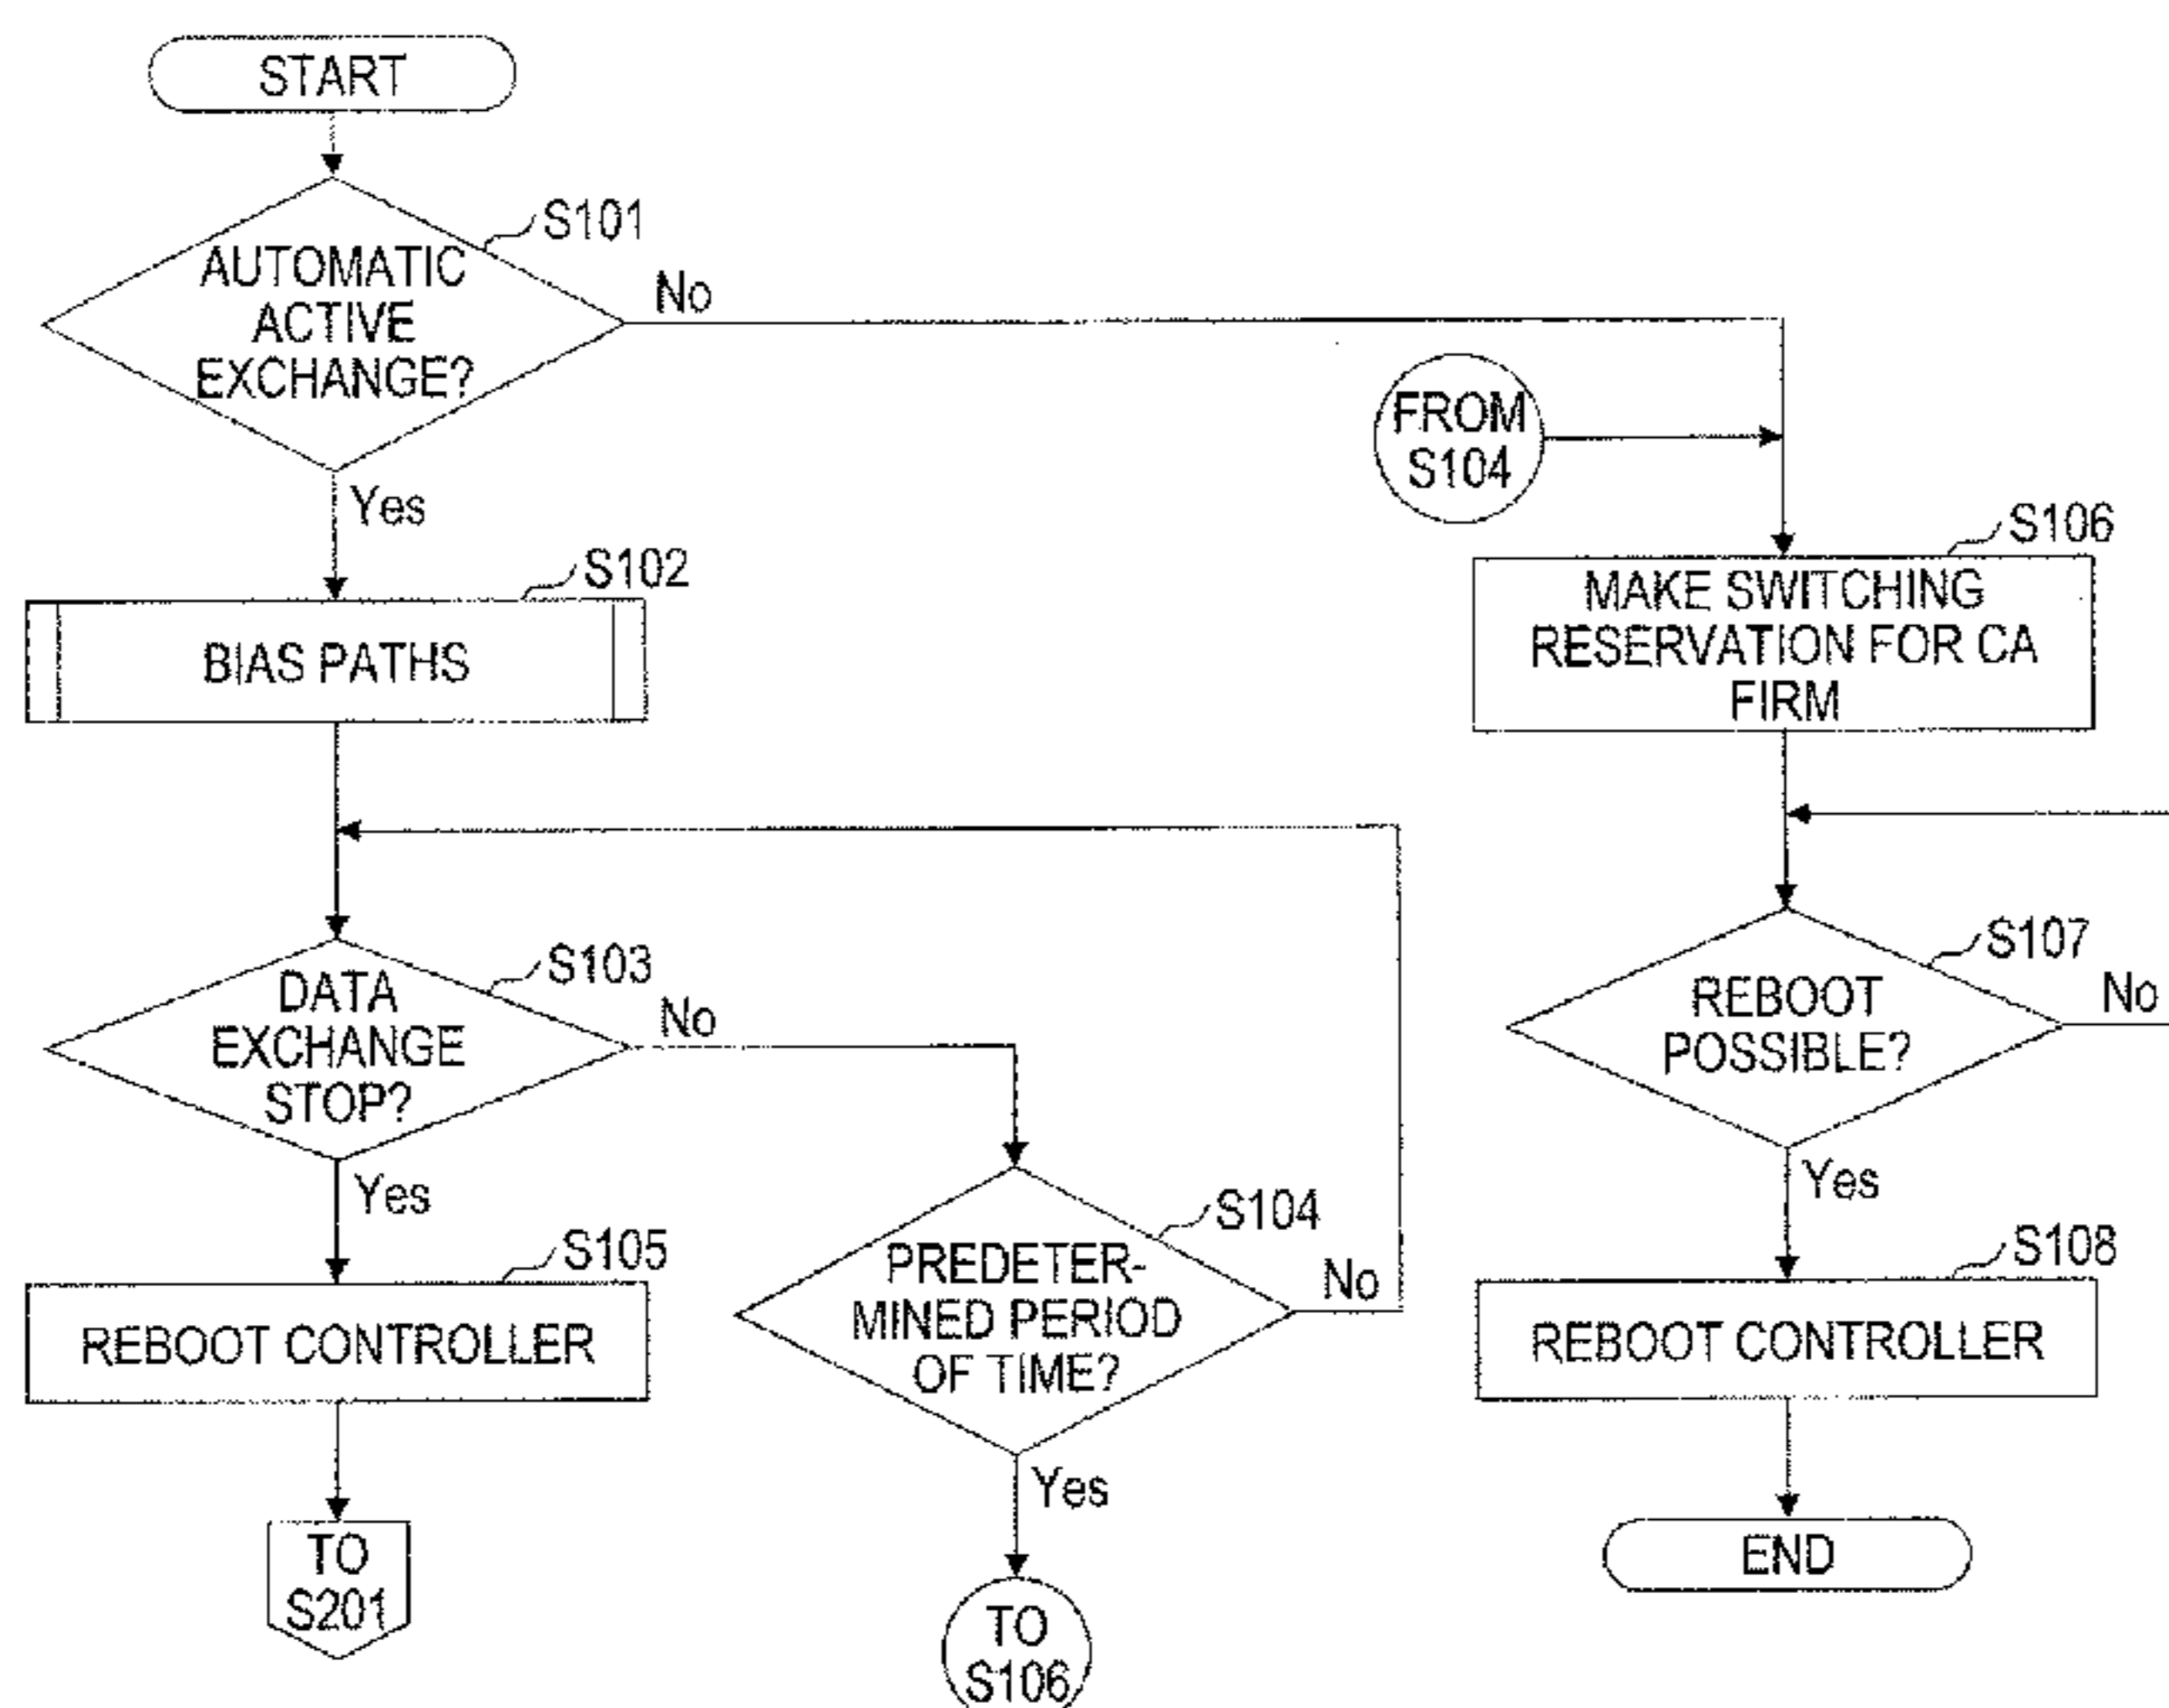 START
S101
AUTOMATIC
ACTIVE
EXCHANGE?
No
Yes
S102
BIAS PATHS
S103
DATA
EXCHANGE
STOP?
No
Yes
S104
PREDETER-
MINED PERIOD
OF TIME?
No
Yes
TO
S106
S105
REBOOT CONTROLLER
TO
S201
FROM
S104
S106
MAKE SWITCHING
RESERVATION FOR CA
FIRM
S107
REBOOT
POSSIBLE?
No
Yes
S108
REBOOT CONTROLLER
END